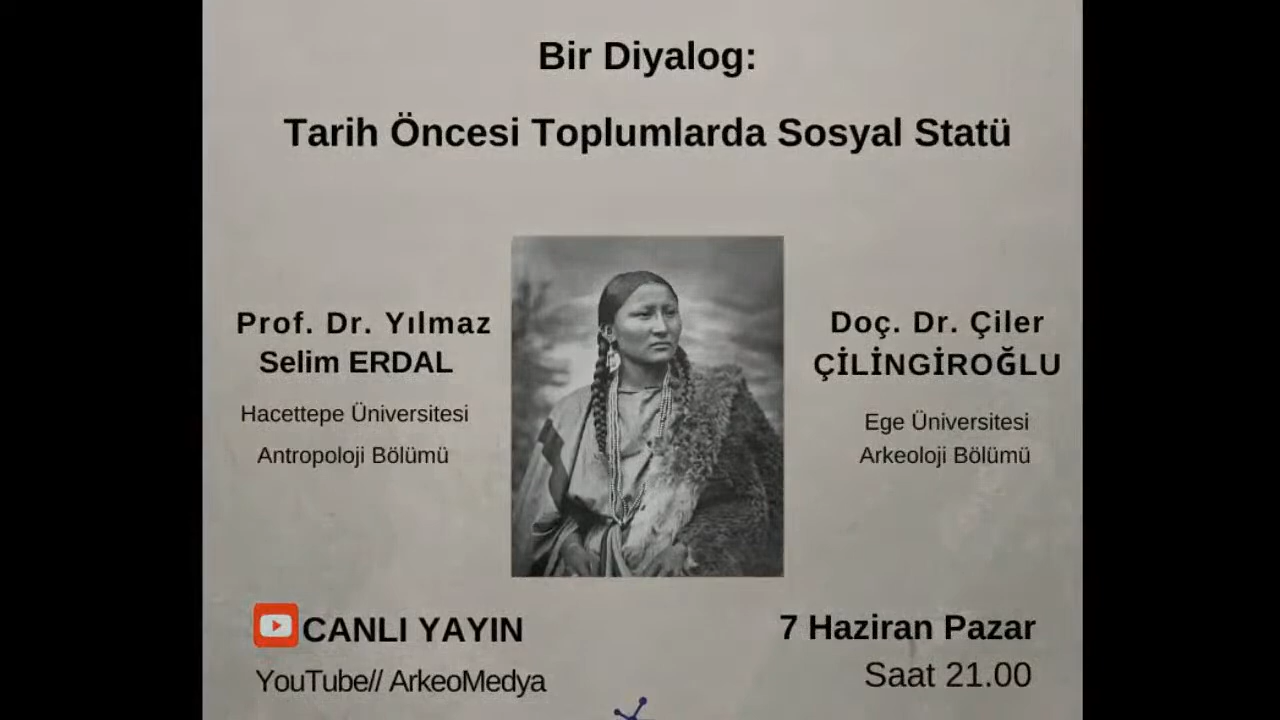 Bir Diyalog:
Tarih Öncesi Toplumlarda Sosyal Statü
Prof. Dr. Yılmaz
Selim ERDAL
Hacettepe Üniversitesi
Antropoloji Bölümü
Doç. Dr. Çiler
ÇİLİNGİROĞLU
Ege Üniversitesi
Arkeoloji Bölümü
CANLI YAYIN
YouTube// ArkeoMedya
7 Haziran Pazar
Saat 21.00